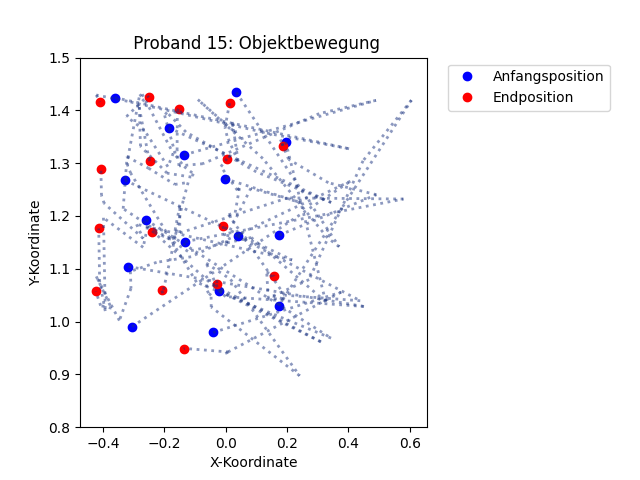 Proband 15: Objektbewegung
Anfangsposition
Endposition
Y-Koordinate
1.5
1.4
1.3
1.2
1.1
1.0
0.9
0.8
−0.4
−0.2
0.0
0.2
0.4
0.6
X-Koordinate